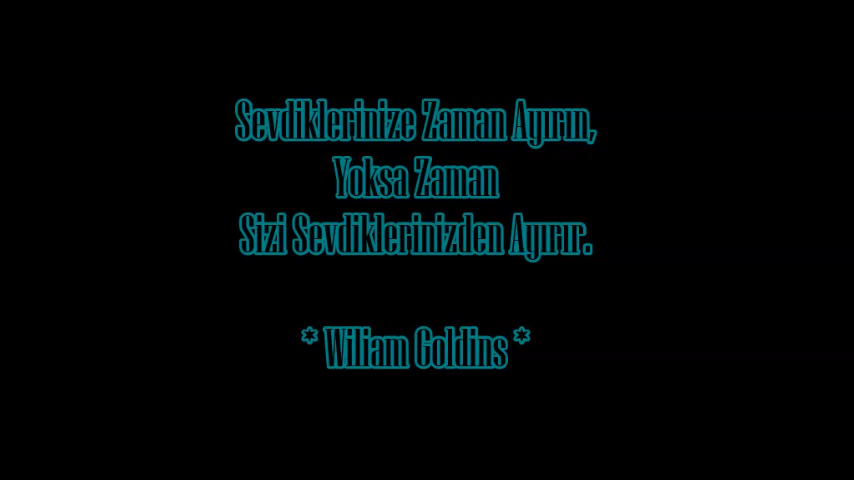 Sevdiklerinize Zaman Ayırın,
Yoksa Zaman
Sizi Sevdiklerinizden Ayırır.
* Wiliam Goldins *